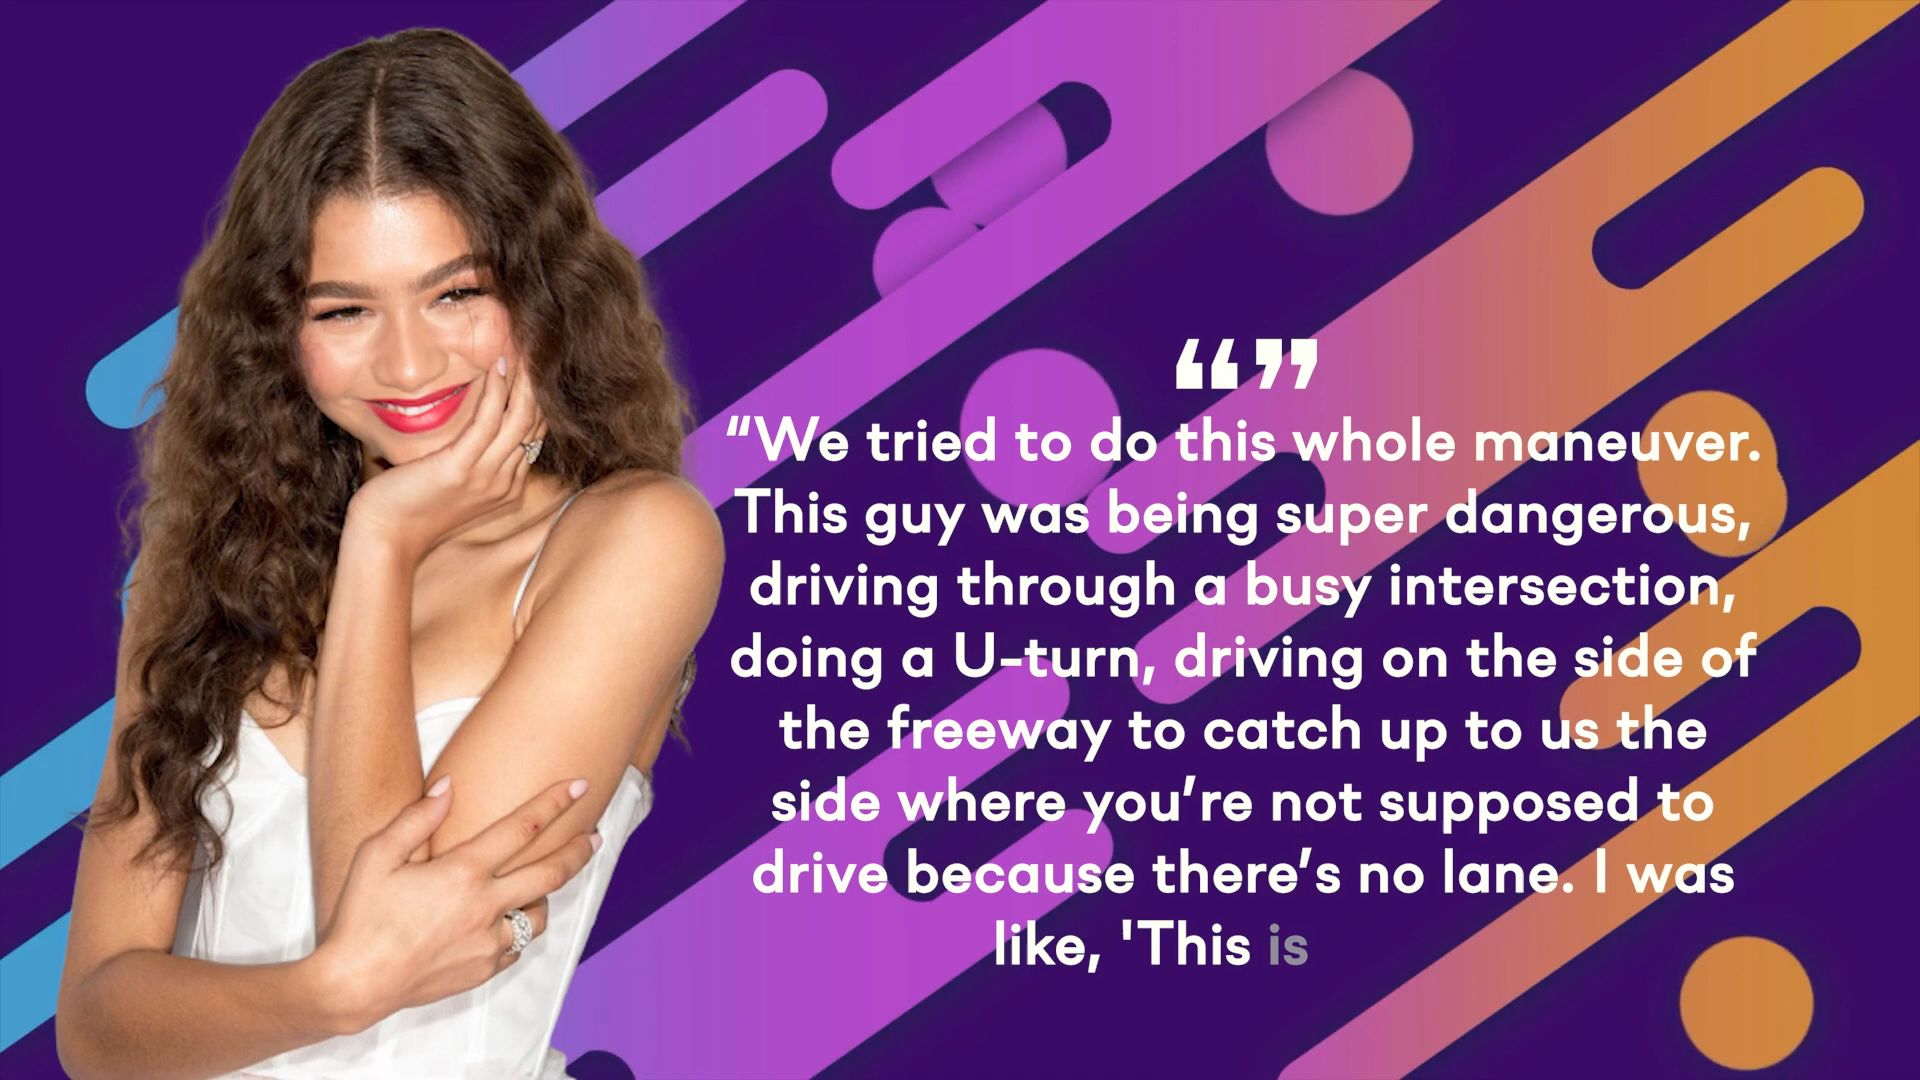 “”
“We tried to do this whole maneuver.
This guy was being super dangerous,
driving through a busy intersection,
doing a U-turn, driving on the side of
the freeway to catch up to us the
side where you’re not supposed to
drive because there’s no lane. I was
like, 'This is